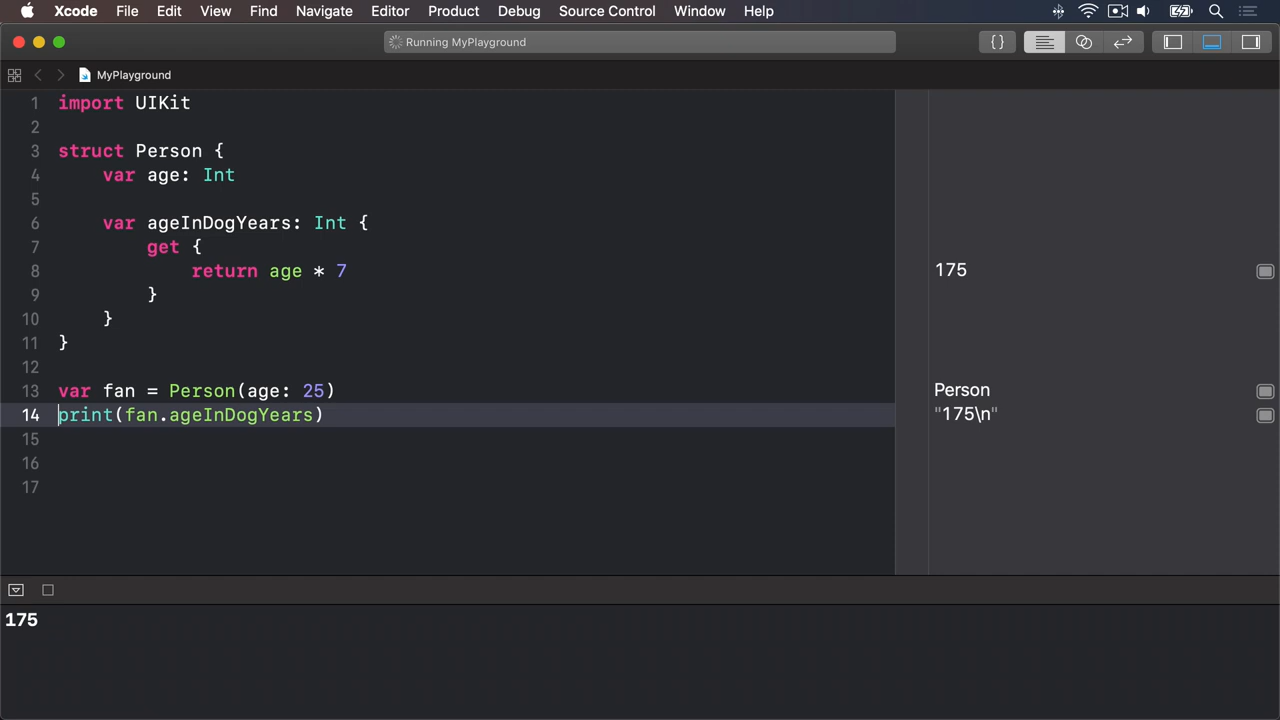 Xcode File Edit View Find Navigate Editor Product Debug Source Control Window Help
Running MyPlayground
MyPlayground
1 import UIKit
2
3 struct Person {
4 var age: Int
5
6 var ageInDogYears: Int {
7 get {
8 return age * 7 175
9 }
10 }
11 }
12
13 var fan = Person(age: 25) Person
14 print(fan.ageInDogYears) "175\n"
15
16
17
175